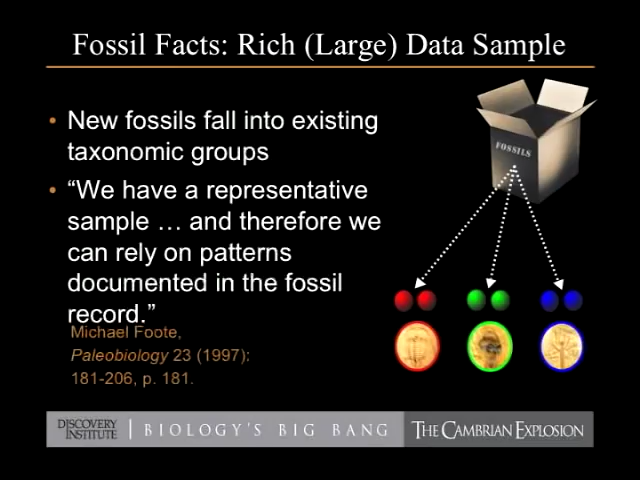 Fossil Facts: Rich (Large) Data Sample
• New fossils fall into existing
taxonomic groups
• “We have a representative
sample … and therefore we
can rely on patterns
documented in the fossil
record.”
Michael Foote,
Paleobiology 23 (1997):
181-206, p. 181.
FOSSILS
DISCOVERY
INSTITUTE
BIOLOGY'S BIG BANG
THE CAMBRIAN EXPLOSION